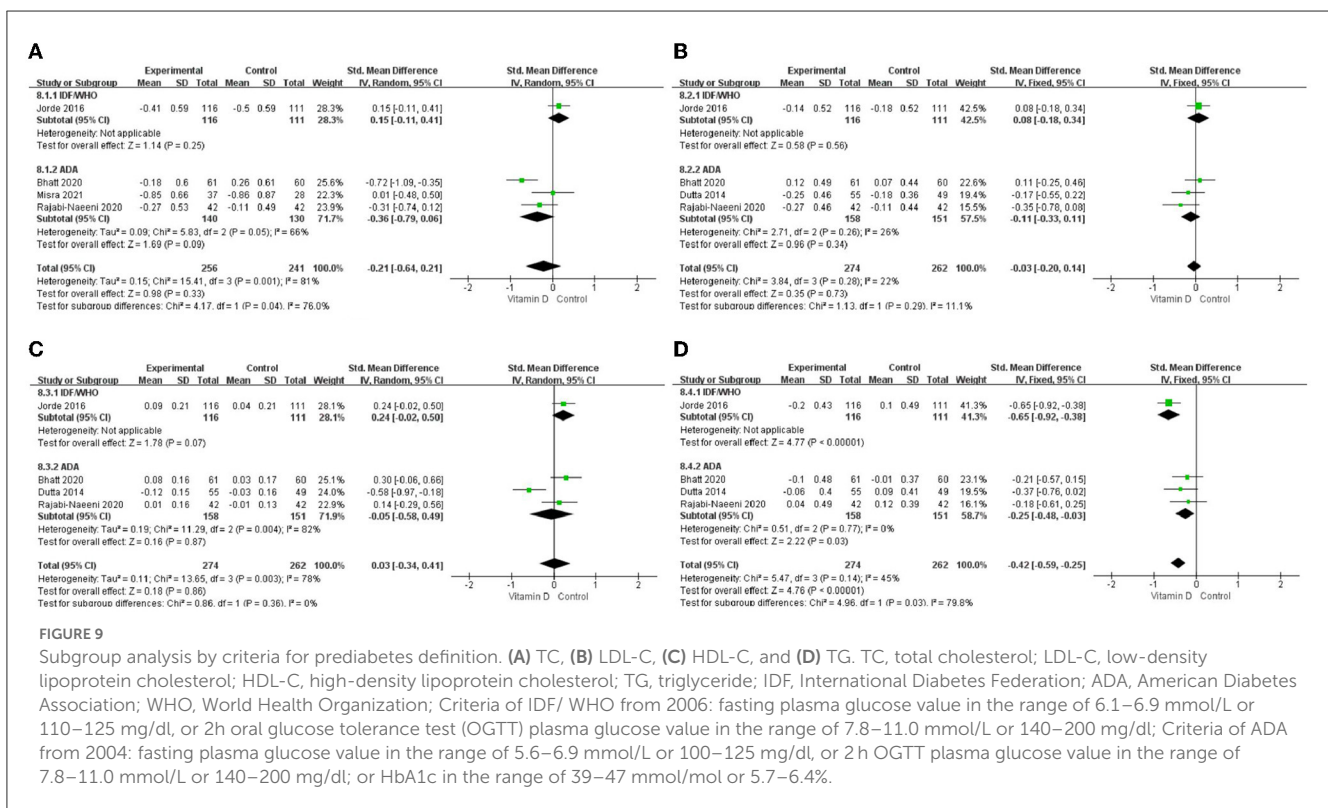 A
Experimental Control Std. Mean Difference Std. Mean Difference
Study or Subgroup Mean SD Total Mean SD Total Weight IV, Random, 95% CI IV, Random, 95% CI
8.1.1 IDF/WHO
Jorde 2016 -0.41 0.59 116 -0.5 0.59 111 28.3% 0.15 [-0.11, 0.41]
Subtotal (95% CI) 116 111 28.3% 0.15 [-0.11, 0.41]
Heterogeneity: Not applicable
Test for overall effect: Z = 1.14 (P = 0.25)
8.1.2 ADA
Bhatt 2020 -0.18 0.6 61 0.26 0.61 60 25.6% -0.72 [-1.09, -0.35]
Misra 2021 -0.85 0.66 37 -0.86 0.87 28 22.3% 0.01 [-0.48, 0.50]
Rajabi-Naeeni 2020 -0.27 0.53 42 -0.11 0.49 42 23.9% -0.31 [-0.74, 0.12]
Subtotal (95% CI) 140 130 71.7% -0.36 [-0.79, 0.06]
Heterogeneity: Tau² = 0.09; Chi² = 5.83, df = 2 (P = 0.05); I² = 66%
Test for overall effect: Z = 1.69 (P = 0.09)
Total (95% CI) 256 241 100.0% -0.21 [-0.64, 0.21]
Heterogeneity: Tau² = 0.15; Chi² = 15.41, df = 3 (P = 0.001); I² = 81%
Test for overall effect: Z = 0.98 (P = 0.33)
Test for subgroup differences: Chi² = 4.17, df = 1 (P = 0.04), I² = 76.0%
-2 -1 0 1 2
Vitamin D Control
B
Experimental Control Std. Mean Difference Std. Mean Difference
Study or Subgroup Mean SD Total Mean SD Total Weight IV, Fixed, 95% CI IV, Fixed, 95% CI
8.2.1 IDF/WHO
Jorde 2016 -0.14 0.52 116 -0.18 0.52 111 42.5% 0.08 [-0.18, 0.34]
Subtotal (95% CI) 116 111 42.5% 0.08 [-0.18, 0.34]
Heterogeneity: Not applicable
Test for overall effect: Z = 0.58 (P = 0.56)
8.2.2 ADA
Bhatt 2020 0.12 0.49 61 0.07 0.44 60 22.6% 0.11 [-0.25, 0.46]
Dutta 2014 -0.25 0.46 55 -0.18 0.36 49 19.4% -0.17 [-0.55, 0.22]
Rajabi-Naeeni 2020 -0.27 0.46 42 -0.11 0.44 42 15.5% -0.35 [-0.78, 0.08]
Subtotal (95% CI) 158 151 57.5% -0.11 [-0.33, 0.11]
Heterogeneity: Chi² = 2.71, df = 2 (P = 0.26); I² = 26%
Test for overall effect: Z = 0.96 (P = 0.34)
Total (95% CI) 274 262 100.0% -0.03 [-0.20, 0.14]
Heterogeneity: Chi² = 3.84, df = 3 (P = 0.28); I² = 22%
Test for overall effect: Z = 0.35 (P = 0.73)
Test for subgroup differences: Chi² = 1.13, df = 1 (P = 0.29), I² = 11.1%
-2 -1 0 1 2
Vitamin D Control
C
Experimental Control Std. Mean Difference Std. Mean Difference
Study or Subgroup Mean SD Total Mean SD Total Weight IV, Random, 95% CI IV, Random, 95% CI
8.3.1 IDF/WHO
Jorde 2016 0.09 0.21 116 0.04 0.21 111 28.1% 0.24 [-0.02, 0.50]
Subtotal (95% CI) 116 111 28.1% 0.24 [-0.02, 0.50]
Heterogeneity: Not applicable
Test for overall effect: Z = 1.78 (P = 0.07)
8.3.2 ADA
Bhatt 2020 0.08 0.16 61 0.03 0.17 60 25.1% 0.30 [-0.06, 0.66]
Dutta 2014 -0.12 0.15 55 -0.03 0.16 49 24.0% -0.58 [-0.97, -0.18]
Rajabi-Naeeni 2020 0.01 0.16 42 -0.01 0.13 42 22.9% 0.14 [-0.29, 0.56]
Subtotal (95% CI) 158 151 71.9% -0.05 [-0.58, 0.49]
Heterogeneity: Tau² = 0.19; Chi² = 11.29, df = 2 (P = 0.004); I² = 82%
Test for overall effect: Z = 0.16 (P = 0.87)
Total (95% CI) 274 262 100.0% 0.03 [-0.34, 0.41]
Heterogeneity: Tau² = 0.11; Chi² = 13.65, df = 3 (P = 0.003); I² = 78%
Test for overall effect: Z = 0.18 (P = 0.86)
Test for subgroup differences: Chi² = 0.86, df = 1 (P = 0.36), I² = 0%
-2 -1 0 1 2
Vitamin D Control
D
Experimental Control Std. Mean Difference Std. Mean Difference
Study or Subgroup Mean SD Total Mean SD Total Weight IV, Fixed, 95% CI IV, Fixed, 95% CI
8.4.1 IDF/WHO
Jorde 2016 -0.2 0.43 116 0.1 0.49 111 41.3% -0.65 [-0.92, -0.38]
Subtotal (95% CI) 116 111 41.3% -0.65 [-0.92, -0.38]
Heterogeneity: Not applicable
Test for overall effect: Z = 4.77 (P < 0.00001)
8.4.2 ADA
Bhatt 2020 -0.1 0.48 61 -0.01 0.37 60 23.1% -0.21 [-0.57, 0.15]
Dutta 2014 -0.06 0.4 55 0.09 0.41 49 19.5% -0.37 [-0.76, 0.02]
Rajabi-Naeeni 2020 0.04 0.49 42 0.12 0.39 42 16.1% -0.18 [-0.61, 0.25]
Subtotal (95% CI) 158 151 58.7% -0.25 [-0.48, -0.03]
Heterogeneity: Chi² = 0.51, df = 2 (P = 0.77); I² = 0%
Test for overall effect: Z = 2.22 (P = 0.03)
Total (95% CI) 274 262 100.0% -0.42 [-0.59, -0.25]
Heterogeneity: Chi² = 5.47, df = 3 (P = 0.14); I² = 45%
Test for overall effect: Z = 4.76 (P < 0.00001)
Test for subgroup differences: Chi² = 4.96, df = 1 (P = 0.03), I² = 79.8%
-2 -1 0 1 2
Vitamin D Control
FIGURE 9
Subgroup analysis by criteria for prediabetes definition. (A) TC, (B) LDL-C, (C) HDL-C, and (D) TG. TC, total cholesterol; LDL-C, low-density
lipoprotein cholesterol; HDL-C, high-density lipoprotein cholesterol; TG, triglyceride; IDF, International Diabetes Federation; ADA, American Diabetes
Association; WHO, World Health Organization; Criteria of IDF/ WHO from 2006: fasting plasma glucose value in the range of 6.1–6.9 mmol/L or
110–125 mg/dl, or 2h oral glucose tolerance test (OGTT) plasma glucose value in the range of 7.8–11.0 mmol/L or 140–200 mg/dl; Criteria of ADA
from 2004: fasting plasma glucose value in the range of 5.6–6.9 mmol/L or 100–125 mg/dl, or 2 h OGTT plasma glucose value in the range of
7.8–11.0 mmol/L or 140–200 mg/dl; or HbA1c in the range of 39–47 mmol/mol or 5.7–6.4%.